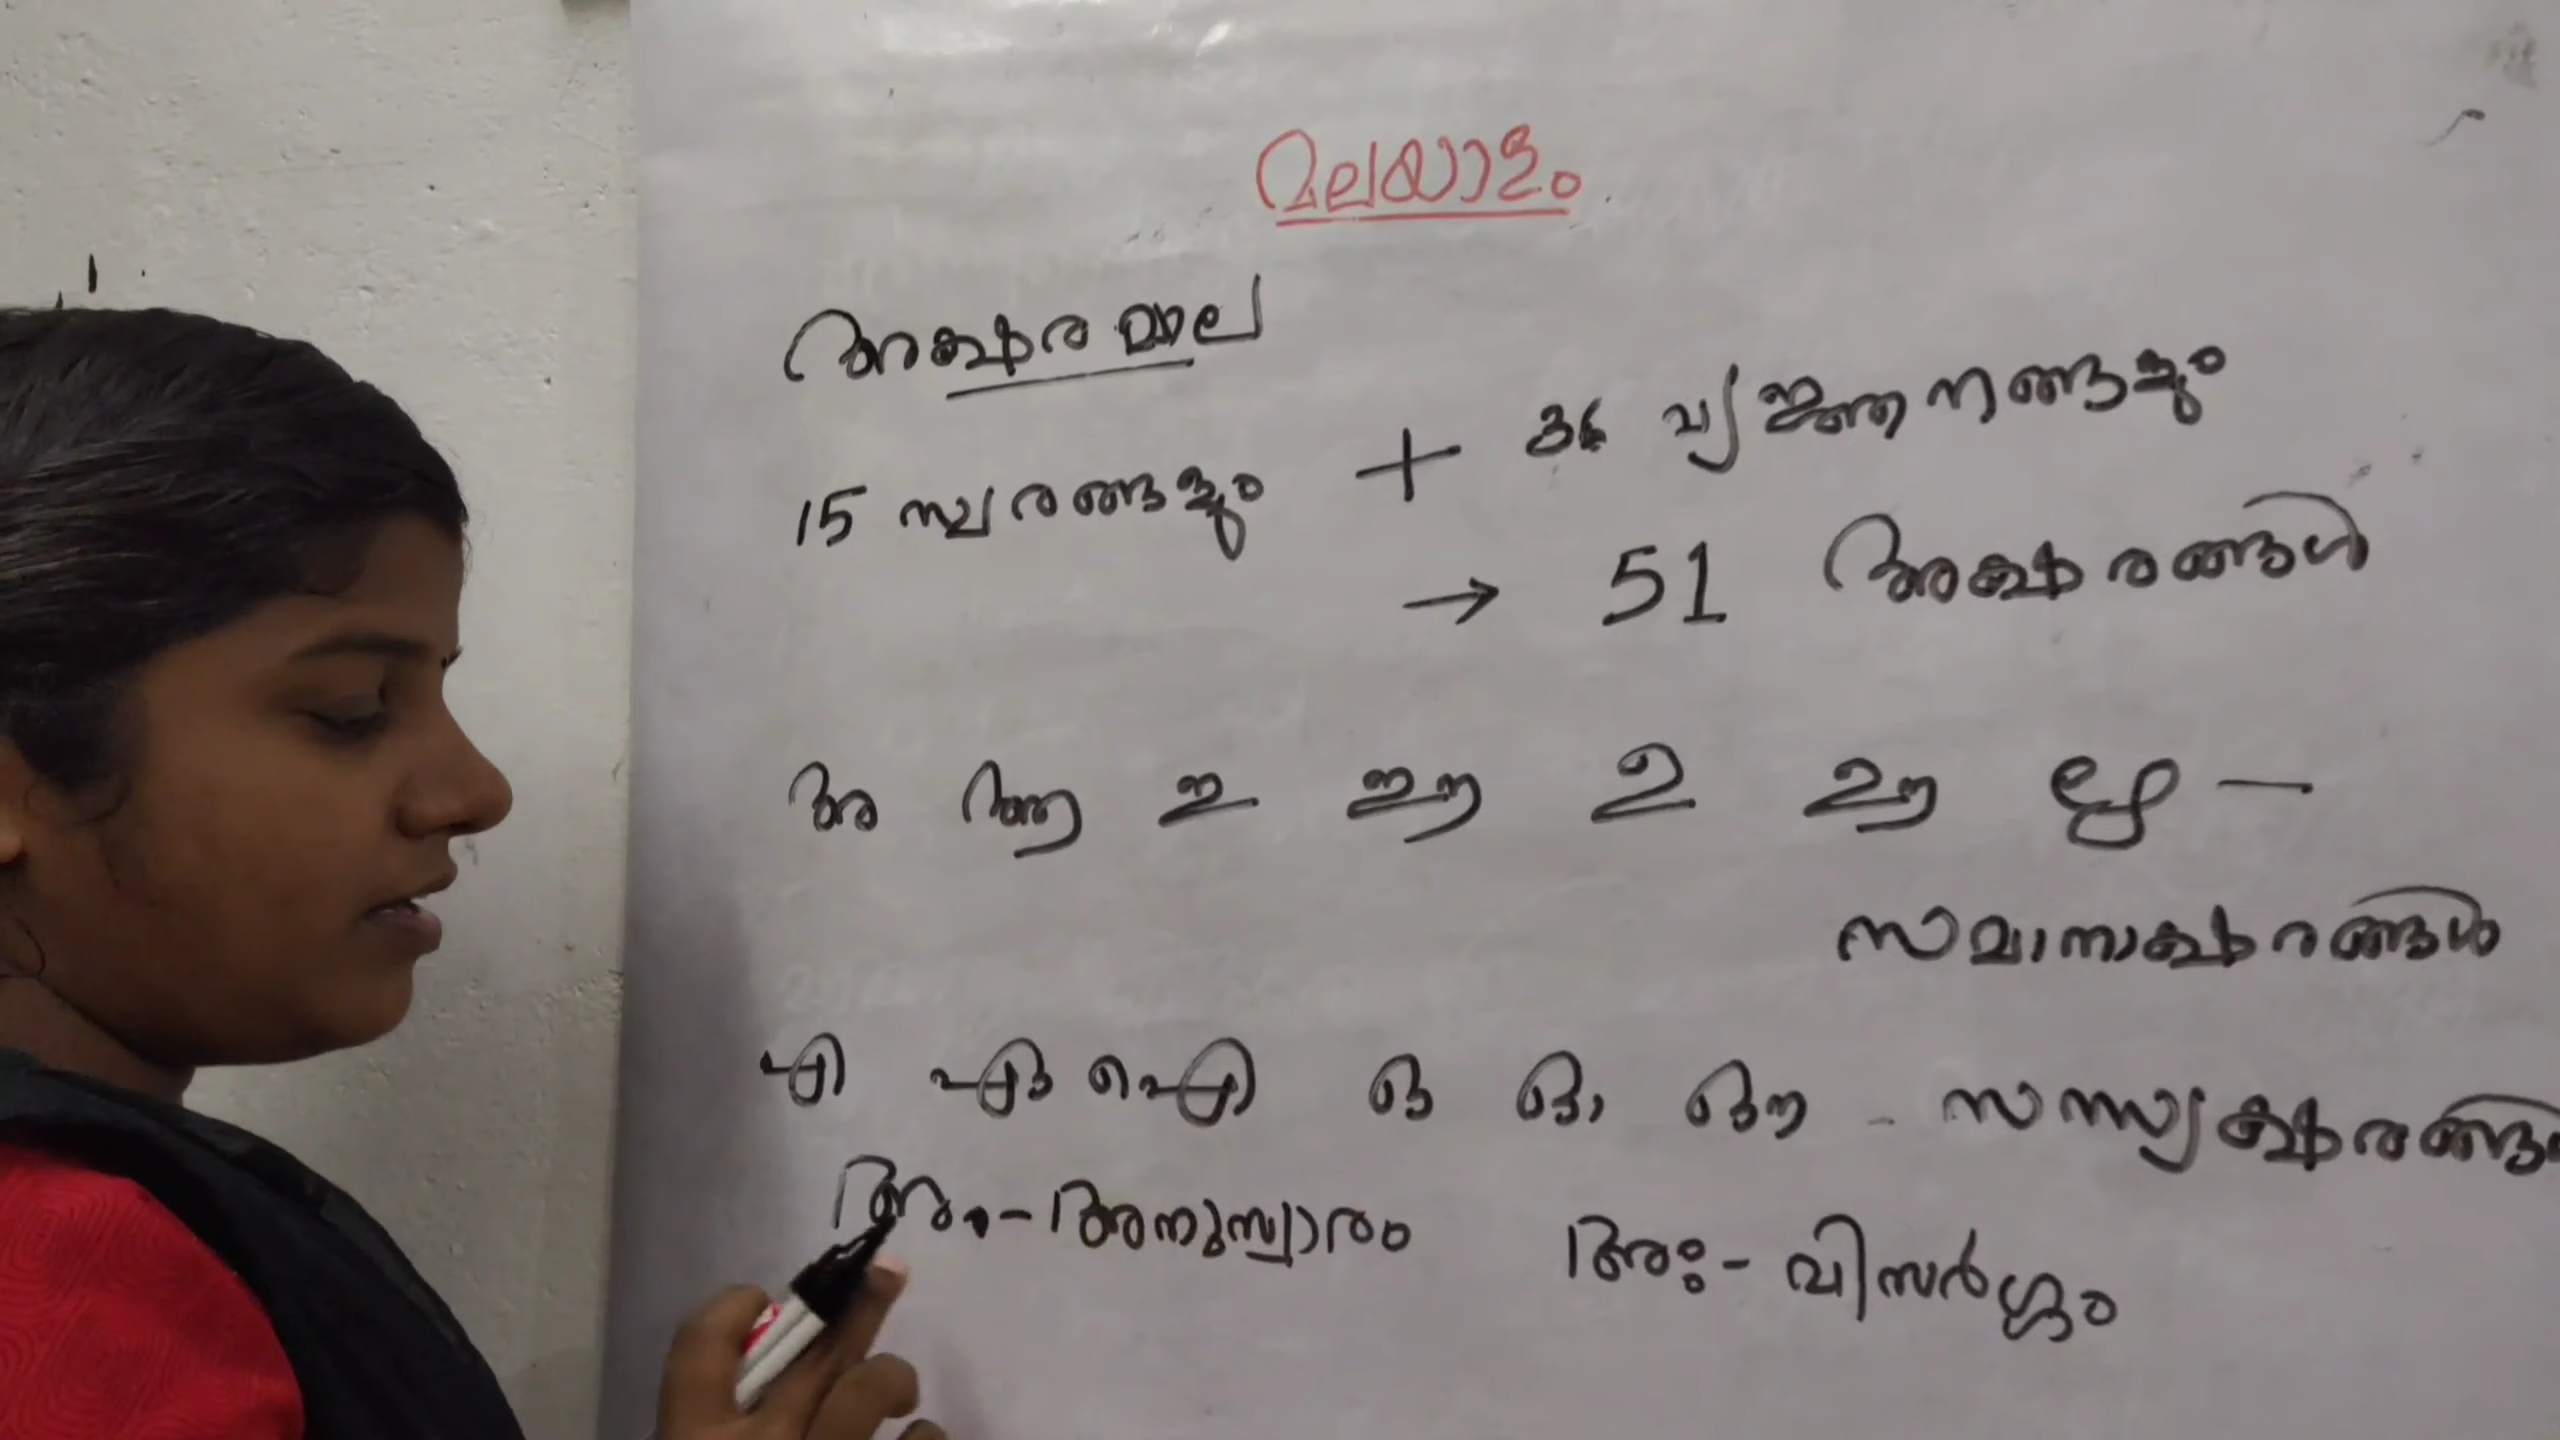 മലയാളം
അക്ഷരമാല
15 സ്വരങ്ങളും + 36 വ്യഞ്ജനങ്ങളും
→ 51 അക്ഷരങ്ങൾ
അ ആ ഇ ഈ ഉ ഊ ഋ —
സമാനാക്ഷരങ്ങൾ
എ ഏ ഐ ഒ ഓ ഔ - സന്ധ്യക്ഷരങ്ങൾ
അം - അനുസ്വാരം അഃ - വിസർഗ്ഗം